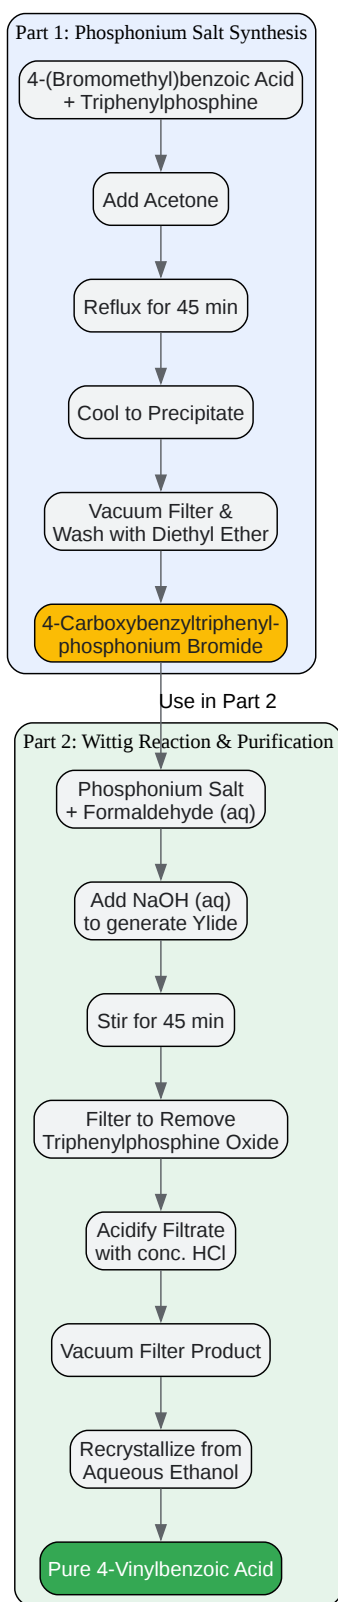 Part 1: Phosphonium Salt Synthesis
4-(Bromomethyl)benzoic Acid
+ Triphenylphosphine
Add Acetone
Reflux for 45 min
Cool to Precipitate
Vacuum Filter &
Wash with Diethyl Ether
4-Carboxybenzyltriphenyl-
phosphonium Bromide
Use in Part 2
Part 2: Wittig Reaction & Purification
Phosphonium Salt
+ Formaldehyde (aq)
Add NaOH (aq)
to generate Ylide
Stir for 45 min
Filter to Remove
Triphenylphosphine Oxide
Acidify Filtrate
with conc. HCl
Vacuum Filter Product
Recrystallize from
Aqueous Ethanol
Pure 4-Vinylbenzoic Acid